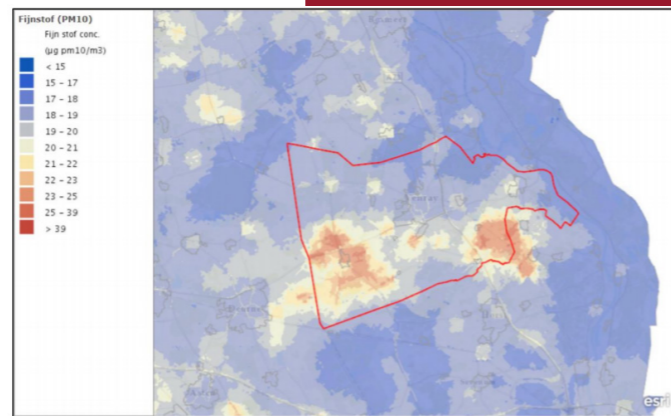 Fijnstof (PM10)
Fijn stof conc.
(µg pm10/m3)
< 15
15 – 17
17 – 18
18 – 19
19 – 20
20 – 21
21 – 22
22 – 23
23 – 25
25 – 39
> 39
Venray
esri